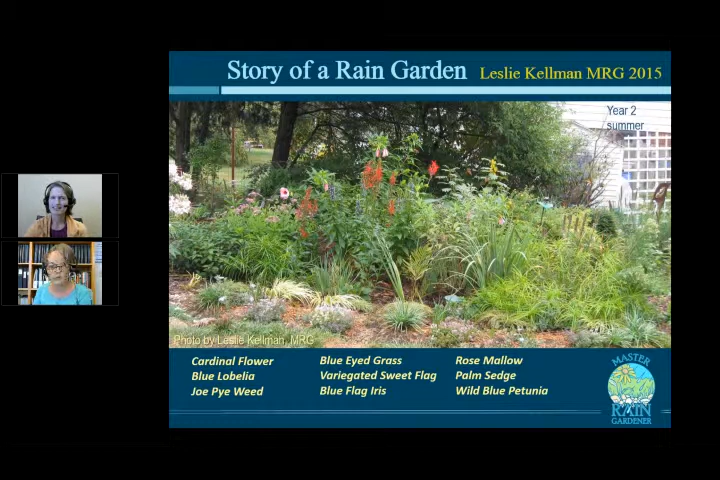 Story of a Rain Garden Leslie Kellman MRG 2015
Year 2
summer
Photo by Leslie Kellman, MRG
Cardinal Flower
Blue Lobelia
Joe Pye Weed
Blue Eyed Grass
Variegated Sweet Flag
Blue Flag Iris
Rose Mallow
Palm Sedge
Wild Blue Petunia
MASTER
RAIN
GARDENER